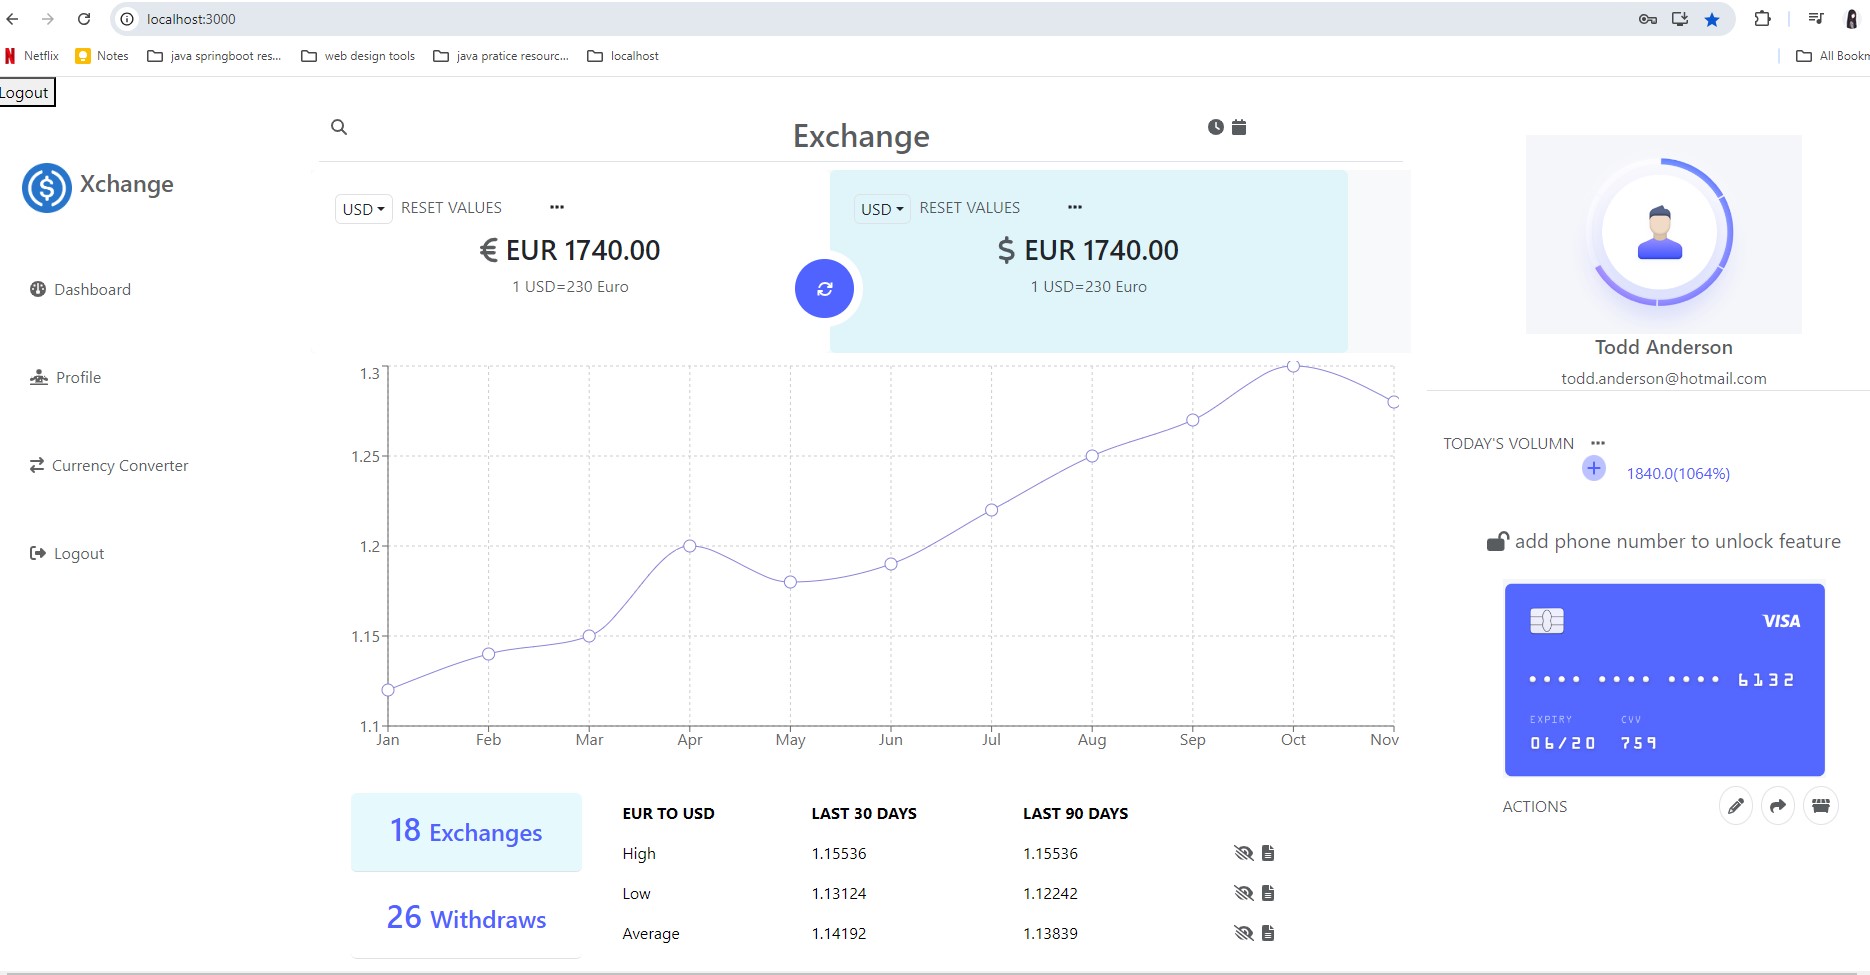 localhost:3000
Netflix Notes java springboot res... web design tools java pratice resourc... localhost All Bookm
Logout
Xchange
Dashboard
Profile
Currency Converter
Logout
Exchange
USD RESET VALUES
EUR 1740.00
1 USD=230 Euro
USD RESET VALUES
$ EUR 1740.00
1 USD=230 Euro
1.3
1.25
1.2
1.15
1.1
Jan Feb Mar Apr May Jun Jul Aug Sep Oct Nov
18 Exchanges
26 Withdraws
EUR TO USD LAST 30 DAYS LAST 90 DAYS
High 1.15536 1.15536
Low 1.13124 1.12242
Average 1.14192 1.13839
Todd Anderson
todd.anderson@hotmail.com
TODAY'S VOLUMN
1840.0(1064%)
add phone number to unlock feature
VISA
6132
EXPIRY CVV
06/20 759
ACTIONS